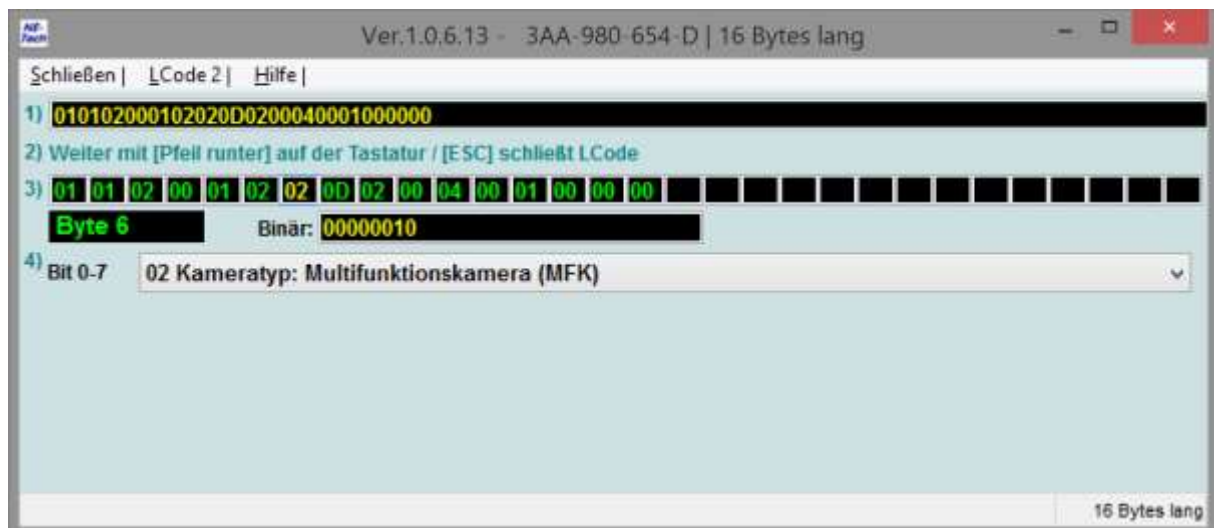 NE-Tech Ver.1.0.6.13 - 3AA-980-654-D | 16 Bytes lang
Schließen | LCode 2 | Hilfe |
1) 010102000102020D0200040001000000
2) Weiter mit [Pfeil runter] auf der Tastatur / [ESC] schließt LCode
3) 01 01 02 00 01 02 02 0D 02 00 04 00 01 00 00 00
Byte 6 Binär: 00000010
4) Bit 0-7 02 Kameratyp: Multifunktionskamera (MFK)
16 Bytes lang